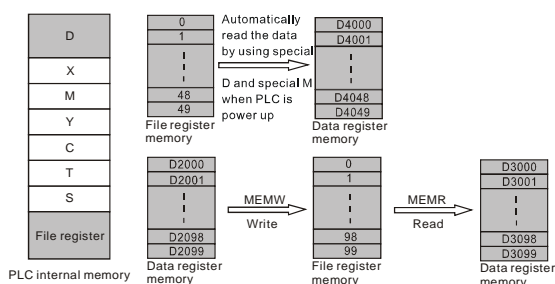 D
X
M
Y
C
T
S
File register
PLC internal memory
0
1
48
49
File register
memory
Automatically
read the data
by using special
D and special M
when PLC is
power up
D4000
D4001
D4048
D4049
Data register
memory
D2000
D2001
D2098
D2099
Data register
memory
MEMW
Write
0
1
98
99
File register
memory
MEMR
Read
D3000
D3001
D3098
D3099
Data register
memory